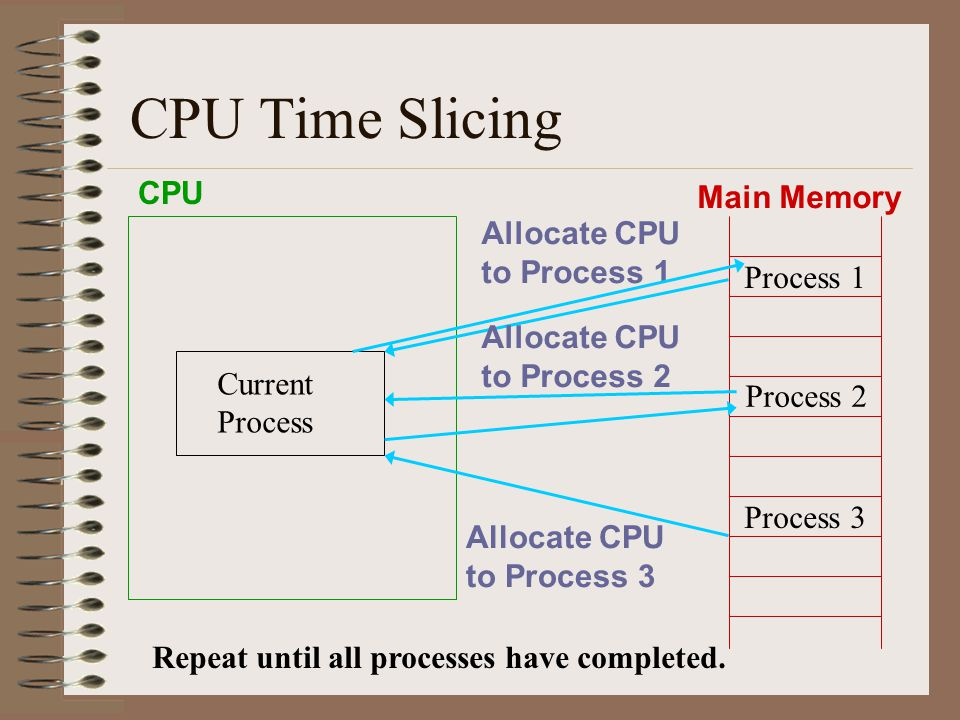 CPU Time Slicing
CPU
Main Memory
Allocate CPU
to Process 1
Process 1
Allocate CPU
to Process 2
Current
Process
Process 2
Process 3
Allocate CPU
to Process 3
Repeat until all processes have completed.